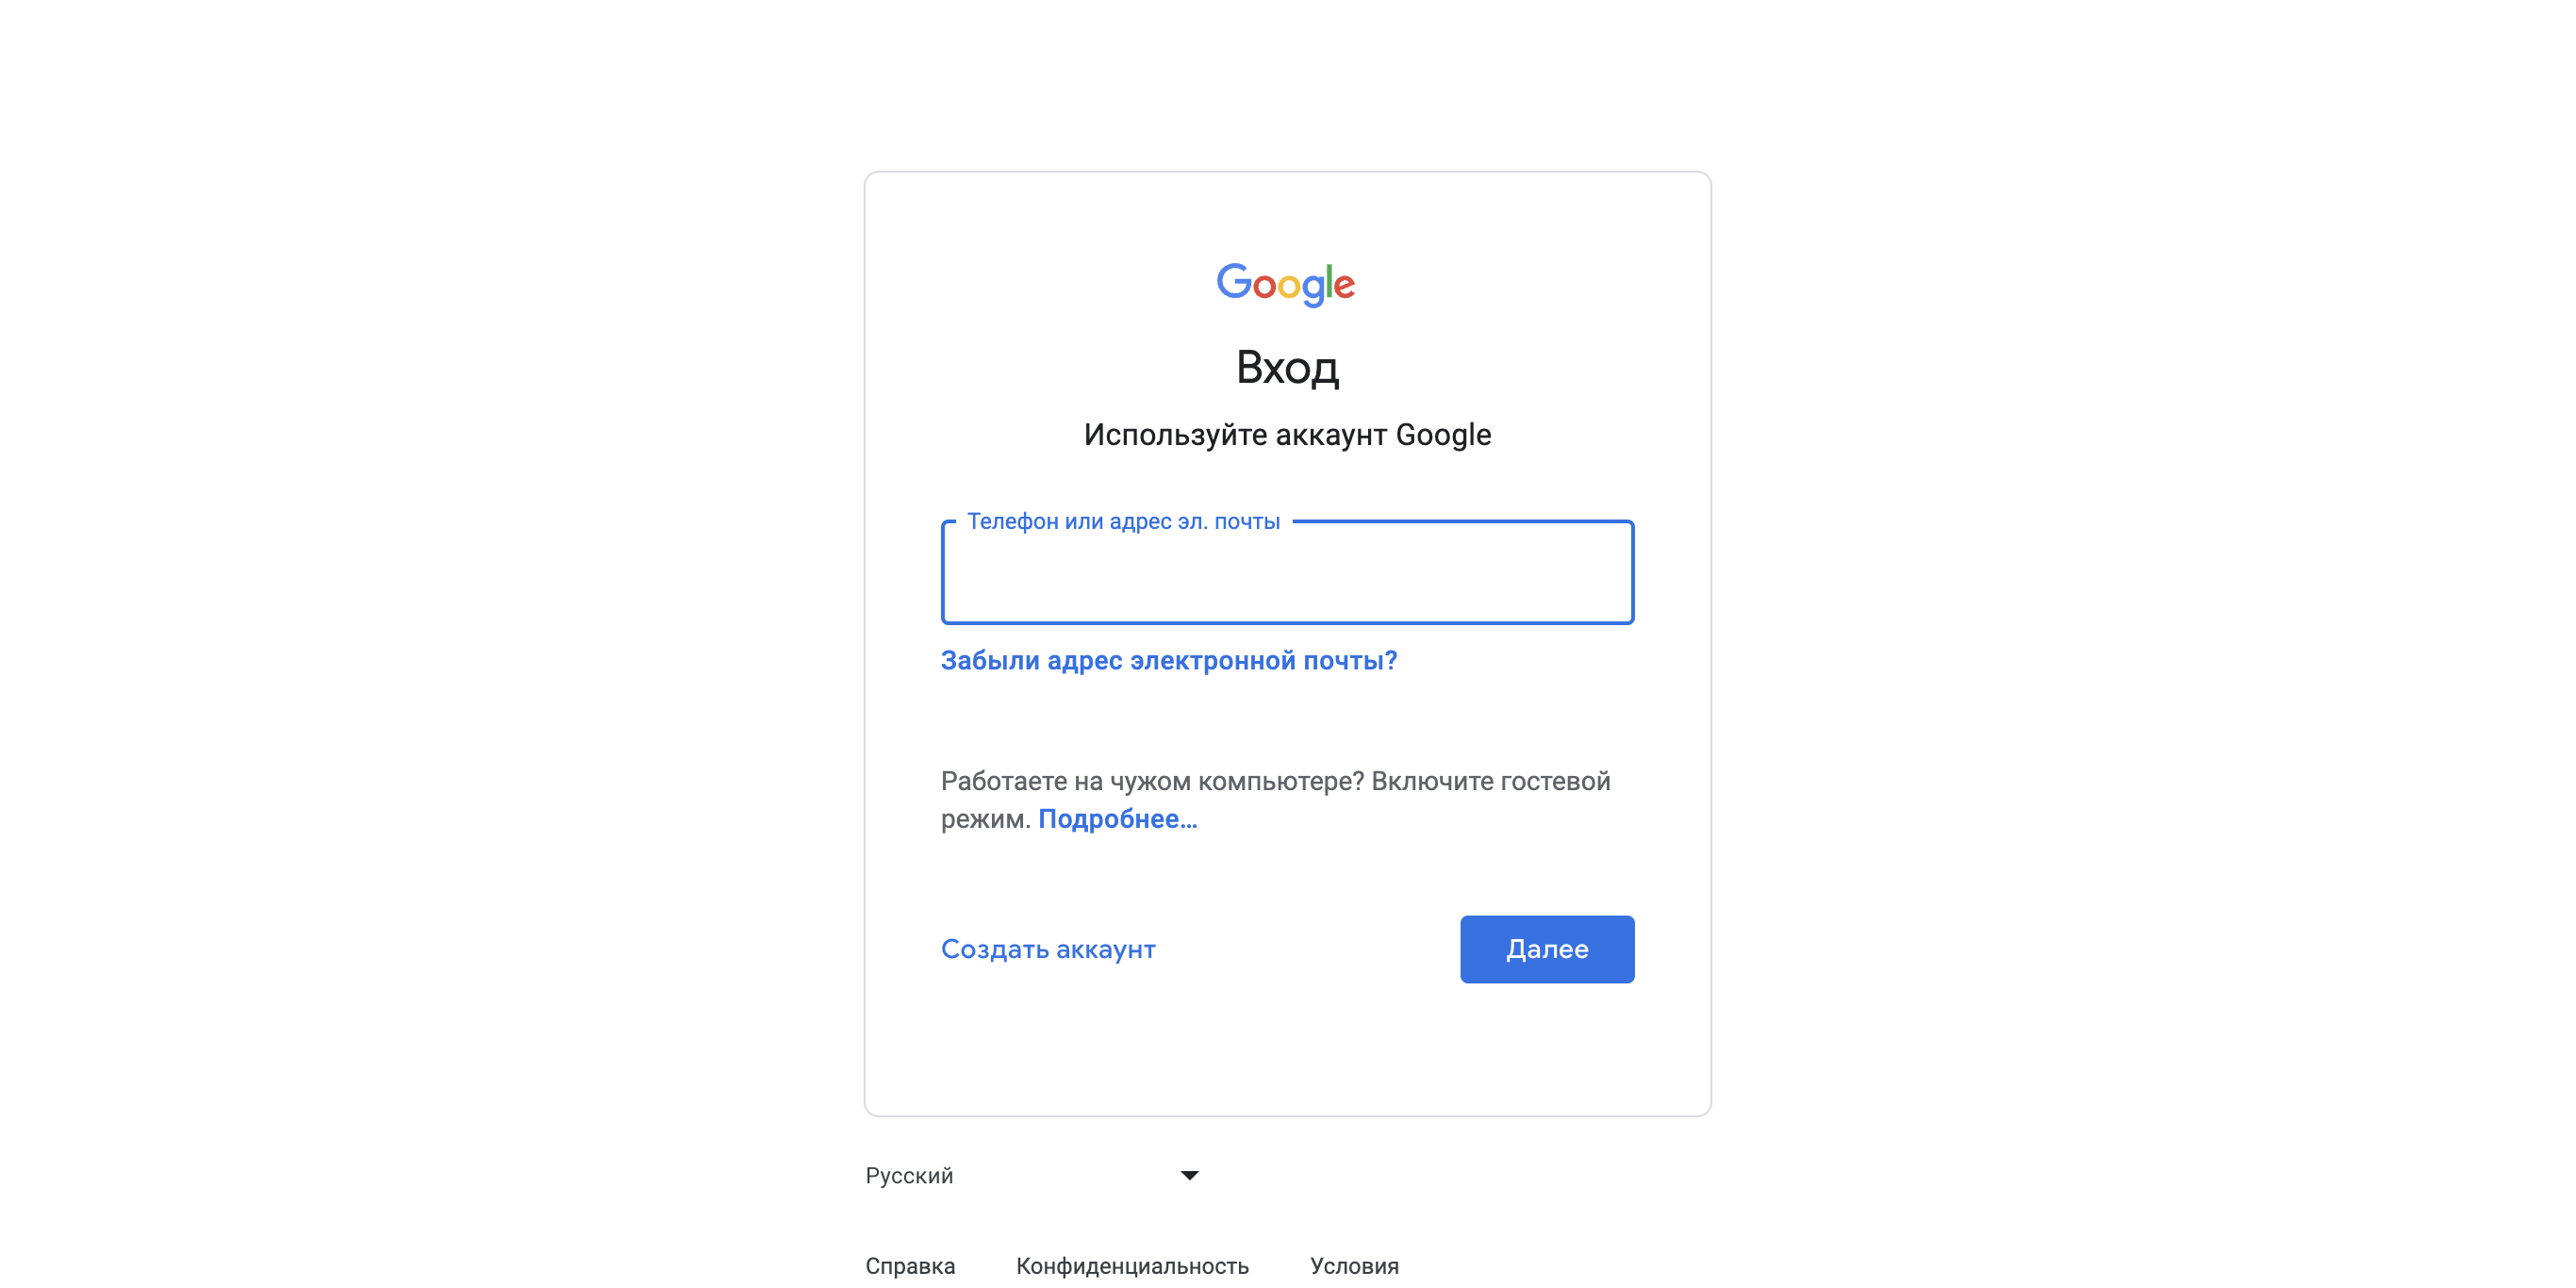 Google
Вход
Используйте аккаунт Google
Телефон или адрес эл. почты
Забыли адрес электронной почты?
Работаете на чужом компьютере? Включите гостевой
режим. Подробнее...
Создать аккаунт
Далее
Русский
Справка Конфиденциальность Условия